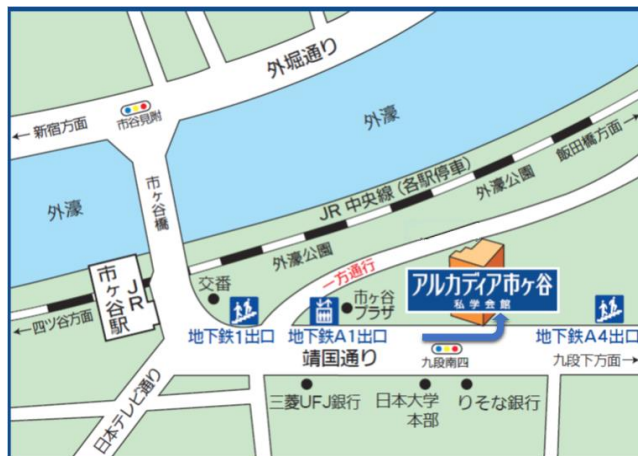 外堀通り
← 新宿方面
市谷見附
外濠
飯田橋方面 →
外濠公園
JR 中央線 (各駅停車)
外濠
市ヶ谷橋
外濠公園
一方通行
交番
市ヶ谷
プラザ
アルカディア市ヶ谷
私学会館
JR
市ヶ谷駅
← 四ツ谷方面
地下鉄1出口
地下鉄A1出口
地下鉄A4出口
靖国通り
九段南四
九段下方面→
日本テレビ通り
三菱UFJ銀行
日本大学
本部
りそな銀行